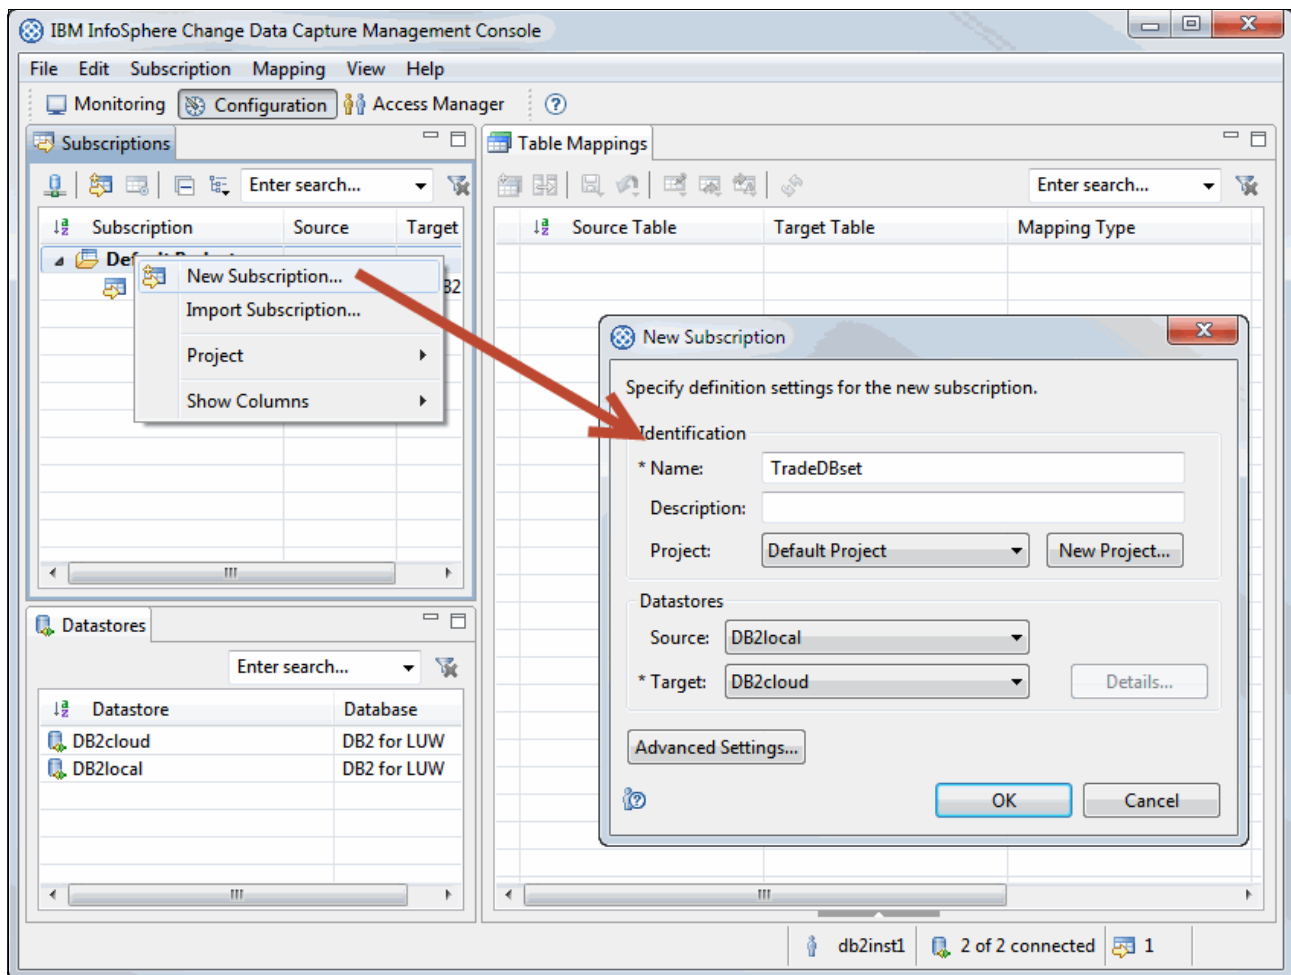 IBM InfoSphere Change Data Capture Management Console
File Edit Subscription Mapping View Help
Monitoring Configuration Access Manager
Subscriptions
Enter search...
Subscription Source Target
New Subscription...
Import Subscription...
Project
Show Columns
Datastores
Enter search...
Datastore Database
DB2cloud DB2 for LUW
DB2local DB2 for LUW
Table Mappings
Enter search...
Source Table Target Table Mapping Type
New Subscription
Specify definition settings for the new subscription.
Identification
* Name: TradeDBset
Description:
Project: Default Project New Project...
Datastores
Source: DB2local
* Target: DB2cloud Details...
Advanced Settings...
OK Cancel
db2inst1 2 of 2 connected 1